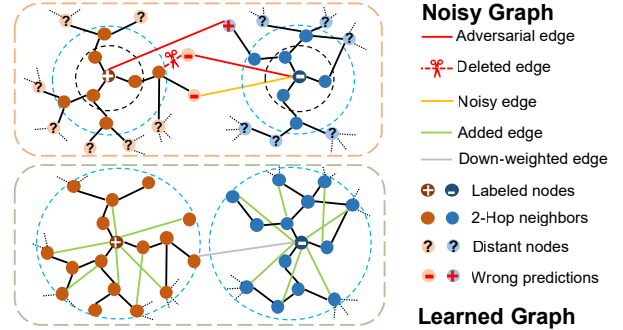 Noisy Graph
Adversarial edge
Deleted edge
Noisy edge
Added edge
Down-weighted edge
+ - Labeled nodes
2-Hop neighbors
? ? Distant nodes
- + Wrong predictions
Learned Graph
? ? ? ? ? ? ? ? ? ? ?
+ - + - -
+ -